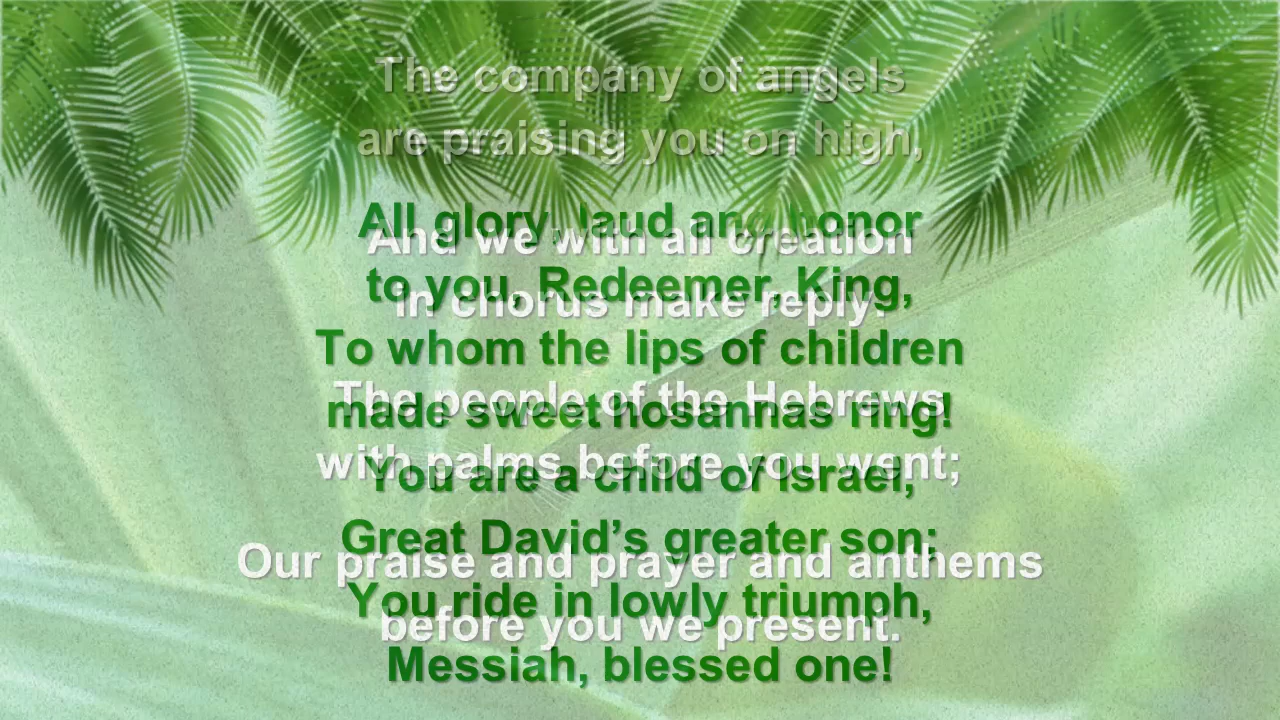 The company of angels
are praising you on high,
And we with all creation
in chorus make reply.
The people of the Hebrews
with palms before you went;
Our praise and prayer and anthems
before you we present.
All glory, laud and honor
to you, Redeemer, King,
To whom the lips of children
made sweet hosannas ring!
You are a child of Israel,
Great David’s greater son;
You ride in lowly triumph,
Messiah, blessed one!